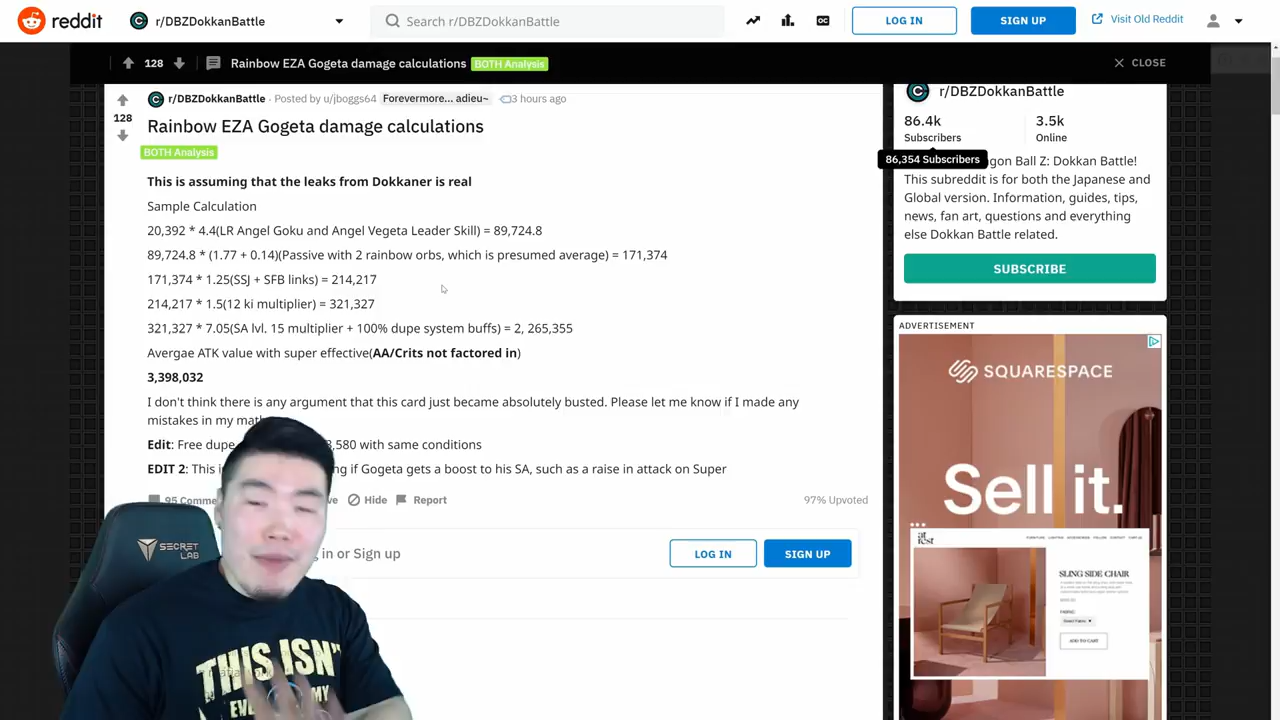 reddit
r/DBZDokkanBattle
Search r/DBZDokkanBattle
LOG IN
SIGN UP
Visit Old Reddit
128
Rainbow EZA Gogeta damage calculations
BOTH Analysis
CLOSE
r/DBZDokkanBattle · Posted by u/jboggs64 Forevermore... adieu~ 3 hours ago
128
Rainbow EZA Gogeta damage calculations
BOTH Analysis
This is assuming that the leaks from Dokkaner is real
Sample Calculation
20,392 * 4.4(LR Angel Goku and Angel Vegeta Leader Skill) = 89,724.8
89,724.8 * (1.77 + 0.14)(Passive with 2 rainbow orbs, which is presumed average) = 171,374
171,374 * 1.25(SSJ + SFB links) = 214,217
214,217 * 1.5(12 ki multiplier) = 321,327
321,327 * 7.05(SA lvl. 15 multiplier + 100% dupe system buffs) = 2, 265,355
Avergae ATK value with super effective(AA/Crits not factored in)
3,398,032
I don't think there is any argument that this card just became absolutely busted. Please let me know if I made any
mistakes in my
Edit: Free dupe ,580 with same conditions
EDIT 2: This if Gogeta gets a boost to his SA, such as a raise in attack on Super
95 Hide Report
97% Upvoted
in or Sign up
LOG IN
SIGN UP
r/DBZDokkanBattle
86.4k
Subscribers
3.5k
Online
86,354 Subscribers
agon Ball Z: Dokkan Battle!
This subreddit is for both the Japanese and
Global version. Information, guides, tips,
news, fan art, questions and everything
else Dokkan Battle related.
SUBSCRIBE
ADVERTISEMENT
SQUARESPACE
Sell it.
SLING SIDE CHAIR
ADD TO CART
SECRET
LAB
THIS ISN'